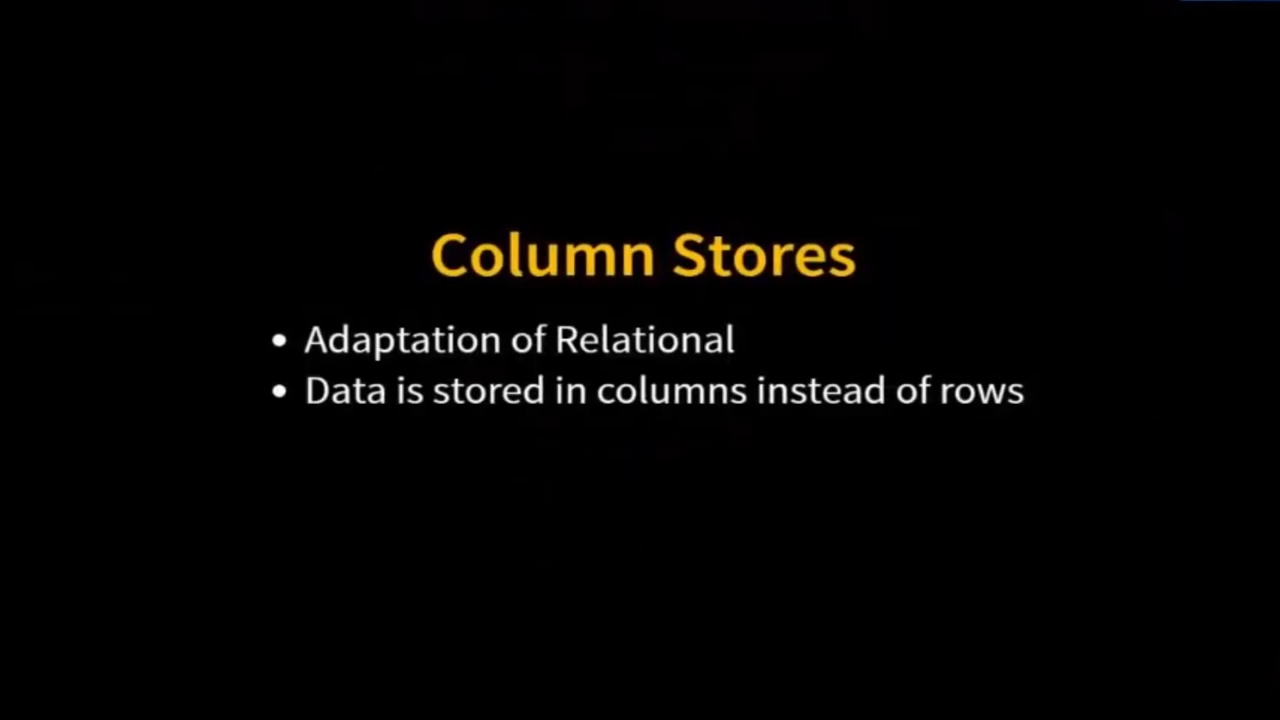 Column Stores
• Adaptation of Relational
• Data is stored in columns instead of rows